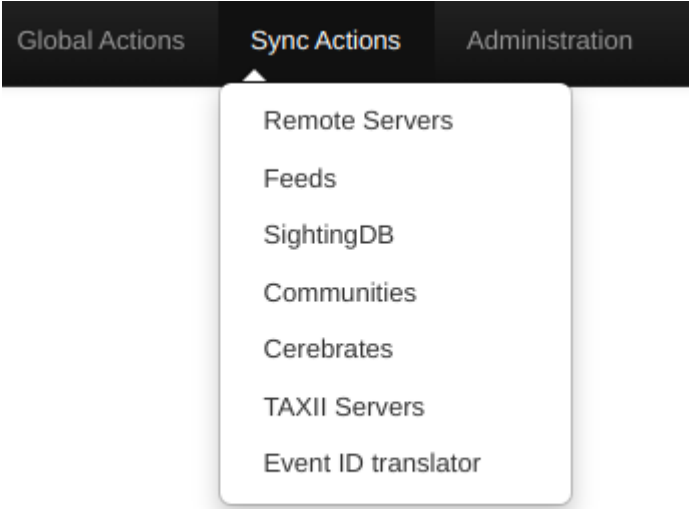 Global Actions Sync Actions Administration
Remote Servers
Feeds
SightingDB
Communities
Cerebrates
TAXII Servers
Event ID translator